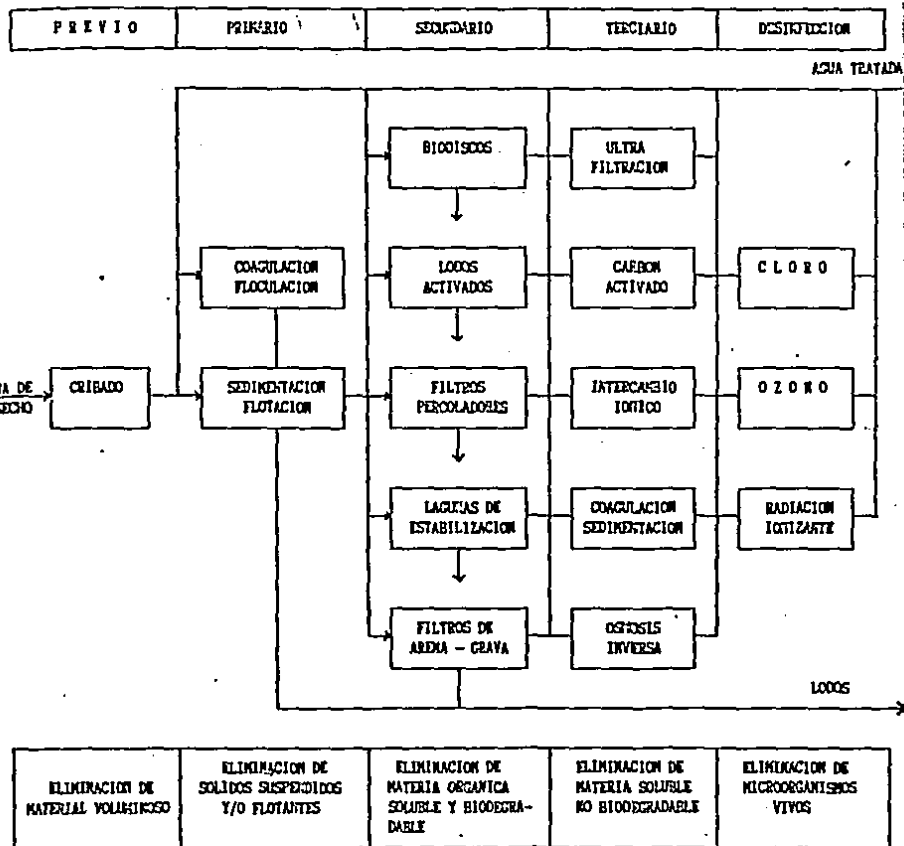 PREVIO
PRIMARIO
SECUNDARIO
TERCIARIO
DESINFECCION
AGUA TRATADA
BIODISCOS
ULTRA
FILTRACION
COAGULACION
FLOCULACION
LODOS
ACTIVADOS
CARBON
ACTIVADO
CLORO
DE
CRIBADO
SEDIMENTACION
FLOTACION
FILTROS
PERCOLADORES
INTERCAMBIO
IONICO
OZONO
LAGUNAS DE
ESTABILIZACION
COAGULACION
SEDIMENTACION
RADIACION
IONIZANTE
FILTROS DE
ARENA - GRAVA
OSMOSIS
INVERSA
LODOS
ELIMINACION DE
MATERIAL VOLUMINOSO
ELIMINACION DE
SOLIDOS SUSPENDIDOS
Y/O FLOTANTES
ELIMINACION DE
MATERIA ORGANICA
SOLUBLE Y BIODEGRA-
DABLE
ELIMINACION DE
MATERIA SOLUBLE
NO BIODEGRADABLE
ELIMINACION DE
MICROORGANISMOS
VIVOS